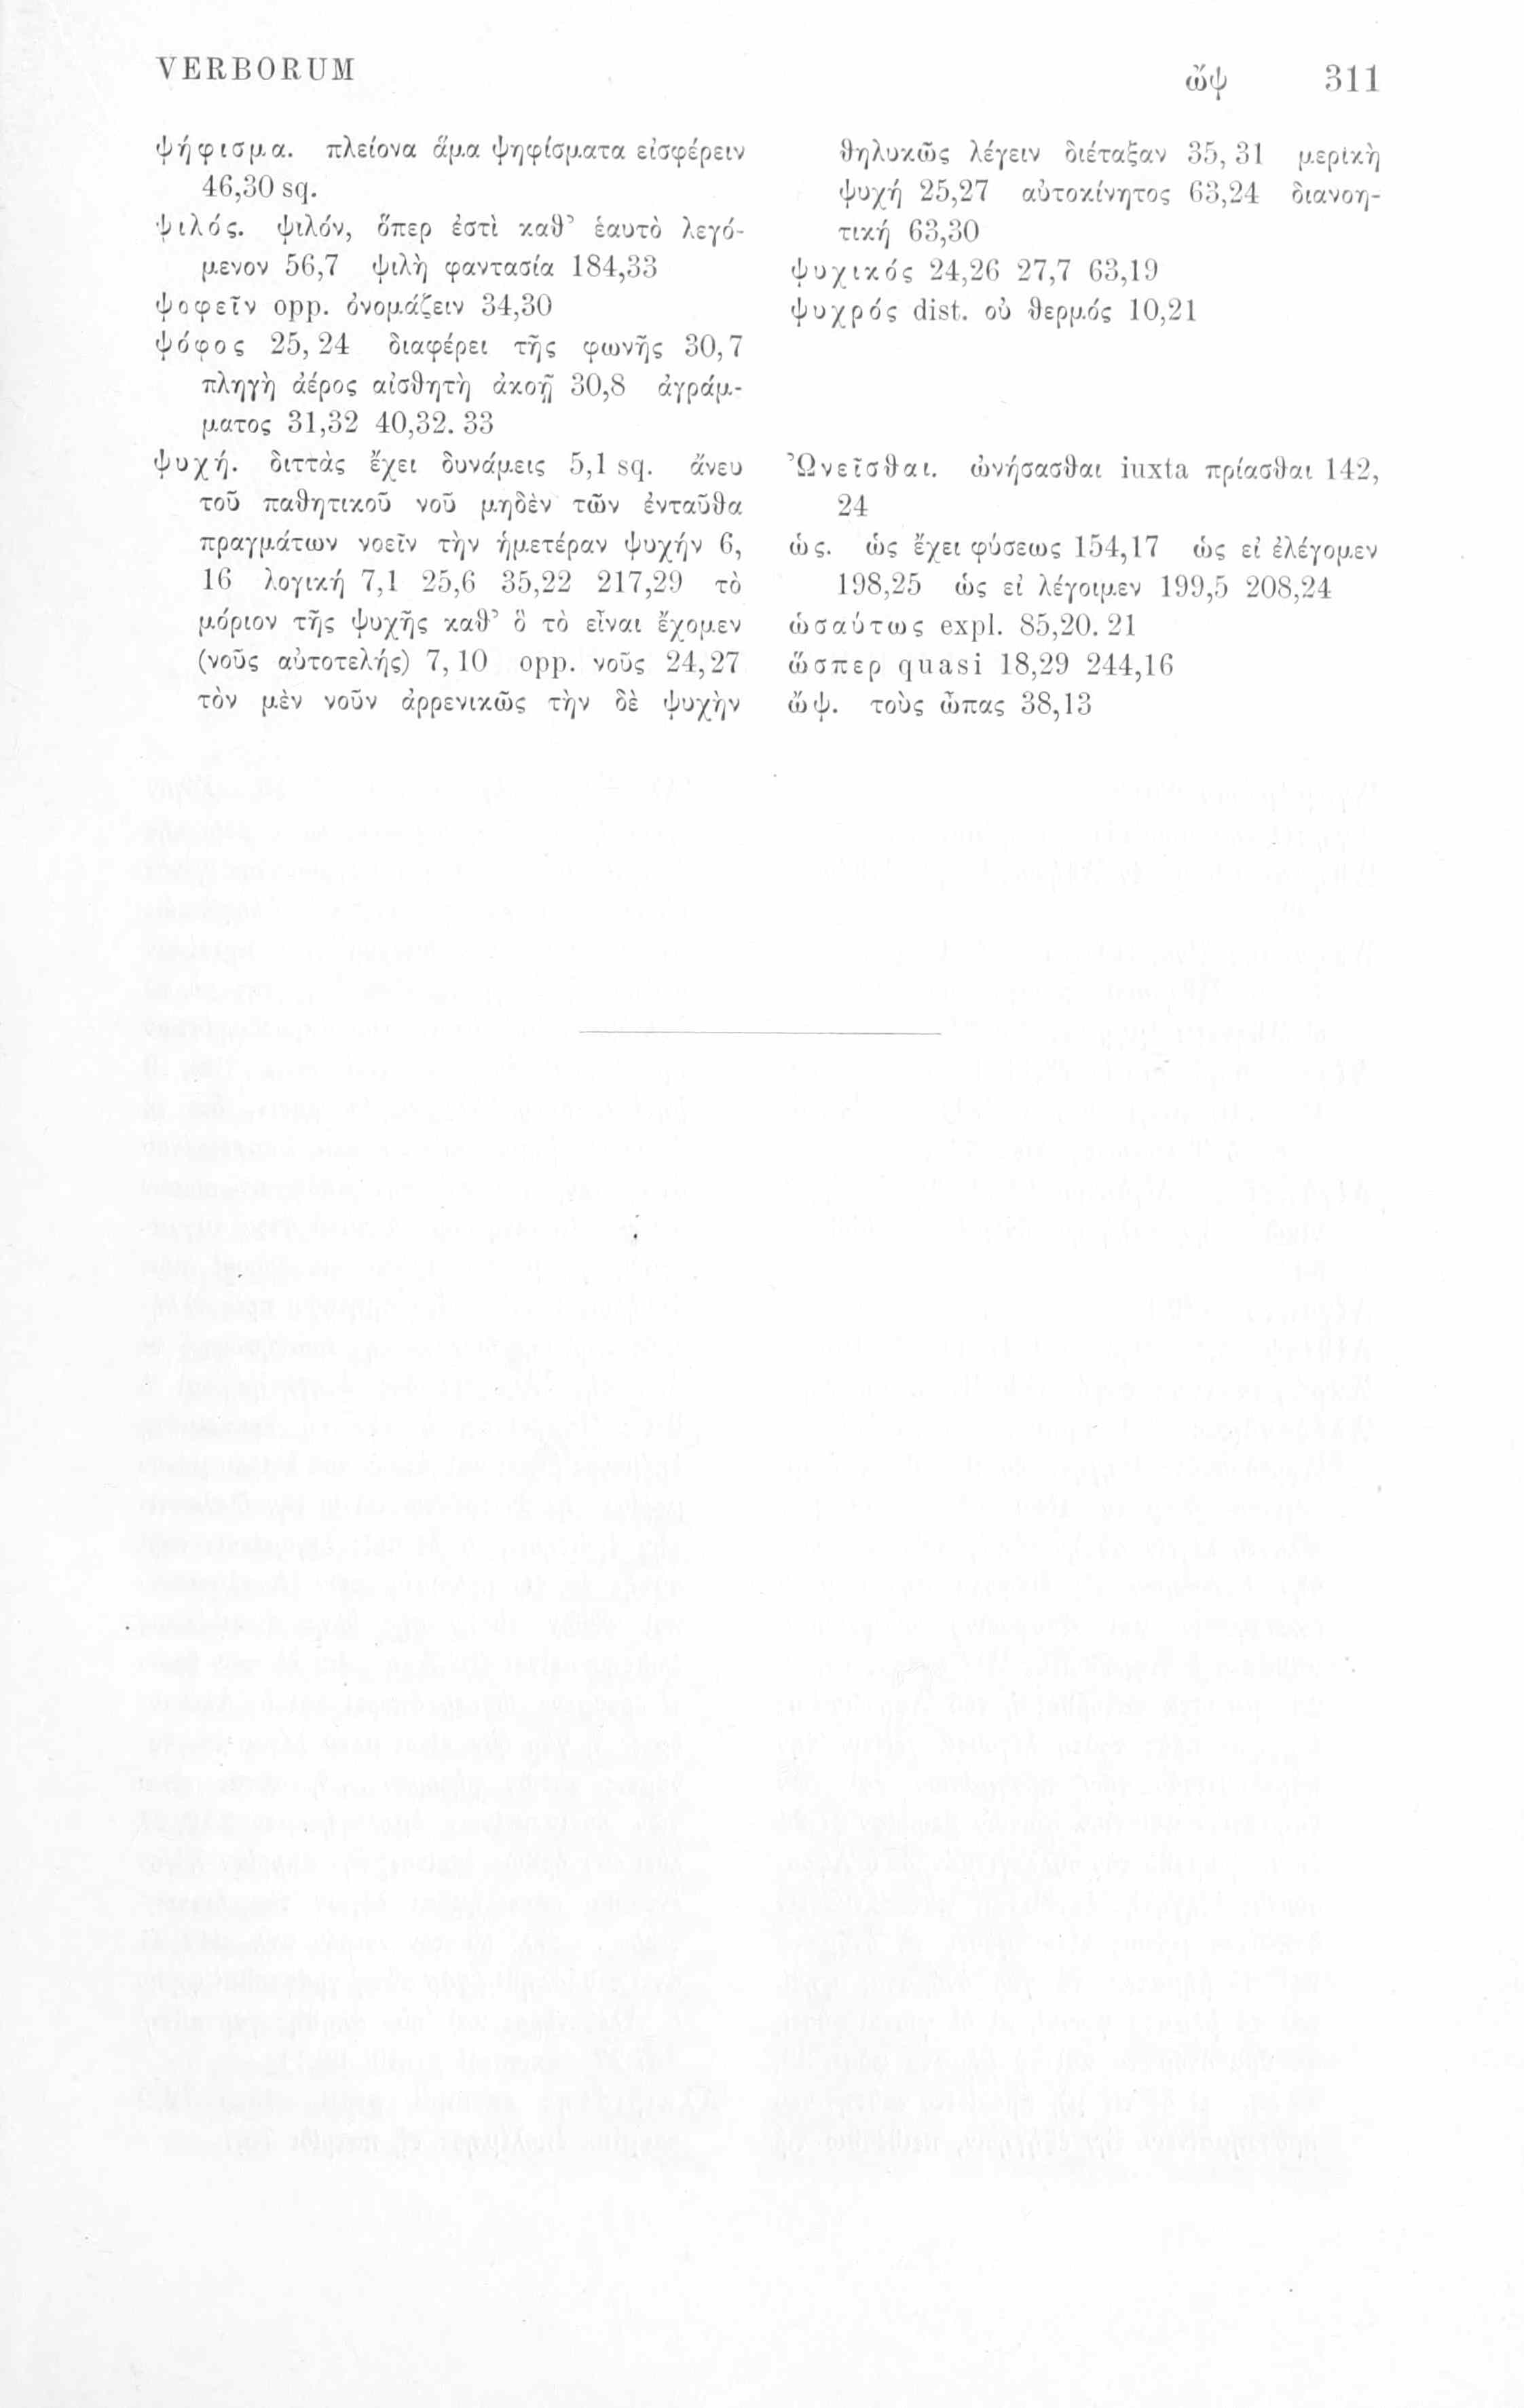 VERBORUM ὤψ 311
ψήφισμα. πλείονα ἅμα ψηφίσματα εἰσφέρειν
46,30 sq.
ψιλός. ψιλόν, ὅπερ ἐστὶ καθ’ ἑαυτὸ λεγό-
μενον 56,7 ψιλὴ φαντασία 184,33
ψοφεῖν opp. ὀνομάζειν 34,30
ψόφος 25,24 διαφέρει τῆς φωνῆς 30,7
πληγὴ ἀέρος αἰσθητὴ ἀκοῇ 30,8 ἀγράμ-
ματος 31,32 40,32. 33
ψυχή. διττὰς ἔχει δυνάμεις 5,1 sq. ἄνευ
τοῦ παθητικοῦ νοῦ μηδὲν τῶν ἐνταῦθα
πραγμάτων νοεῖν τὴν ἡμετέραν ψυχήν 6,
16 λογική 7,1 25,6 35,22 217,29 τὸ
μόριον τῆς ψυχῆς καθ’ ὃ τὸ εἶναι ἔχομεν
(νοῦς αὐτοτελής) 7,10 opp. νοῦς 24,27
τὸν μὲν νοῦν ἀρρενικῶς τὴν δὲ ψυχὴν
θηλυκῶς λέγειν διέταξαν 35,31 μερικὴ
ψυχή 25,27 αὐτοκίνητος 63,24 διανοη-
τική 63,30
ψυχικός 24,26 27,7 63,19
ψυχρός dist. οὐ θερμός 10,21
Ὠνεῖσθαι. ὠνήσασθαι iuxta πρίασθαι 142,
24
ὡς. ὡς ἔχει φύσεως 154,17 ὡς εἰ ἐλέγομεν
198,25 ὡς εἰ λέγοιμεν 199,5 208,24
ὡσαύτως expl. 85,20. 21
ὥσπερ quasi 18,29 244,16
ὤψ. τοὺς ὦπας 38,13